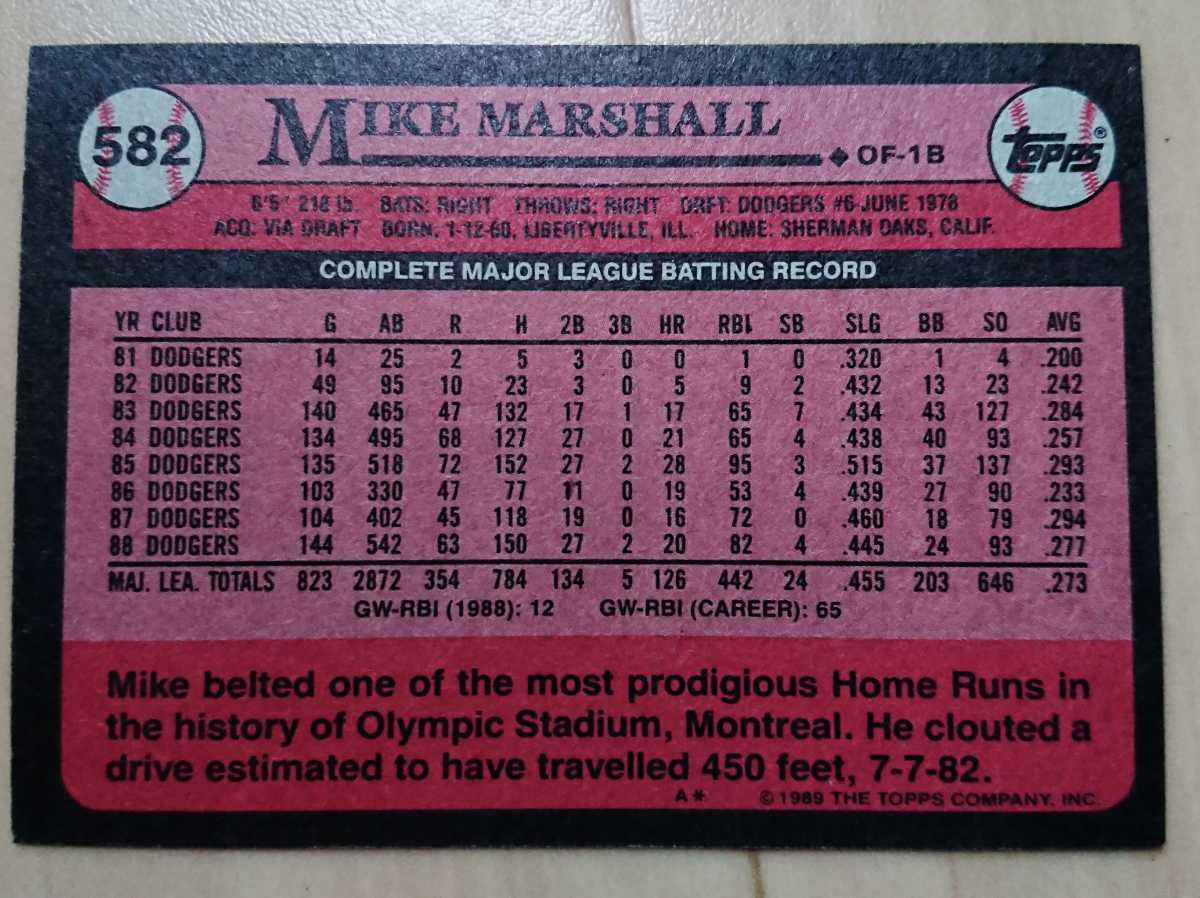 582
MIKE MARSHALL
◆ OF-1B
Topps®
6'5" 218 lb. BATS: RIGHT THROWS: RIGHT DRFT: DODGERS #6-JUNE 1978
ACQ: VIA DRAFT BORN: 1-12-60, LIBERTYVILLE, ILL. HOME: SHERMAN OAKS, CALIF.
COMPLETE MAJOR LEAGUE BATTING RECORD
YR CLUB G AB R H 2B 3B HR RBI SB SLG BB SO AVG
81 DODGERS 14 25 2 5 3 0 0 1 0 .320 1 4 .200
82 DODGERS 49 95 10 23 3 0 5 9 2 .432 13 23 .242
83 DODGERS 140 465 47 132 17 1 17 65 7 .434 43 127 .284
84 DODGERS 134 495 68 127 27 0 21 65 4 .438 40 93 .257
85 DODGERS 135 518 72 152 27 2 28 95 3 .515 37 137 .293
86 DODGERS 103 330 47 77 11 0 19 53 4 .439 27 90 .233
87 DODGERS 104 402 45 118 19 0 16 72 0 .460 18 79 .294
88 DODGERS 144 542 63 150 27 2 20 82 4 .445 24 93 .277
MAJ. LEA. TOTALS 823 2872 354 784 134 5 126 442 24 .455 203 646 .273
GW-RBI (1988): 12 GW-RBI (CAREER): 65
Mike belted one of the most prodigious Home Runs in
the history of Olympic Stadium, Montreal. He clouted a
drive estimated to have travelled 450 feet, 7-7-82.
A* © 1989 THE TOPPS COMPANY, INC.